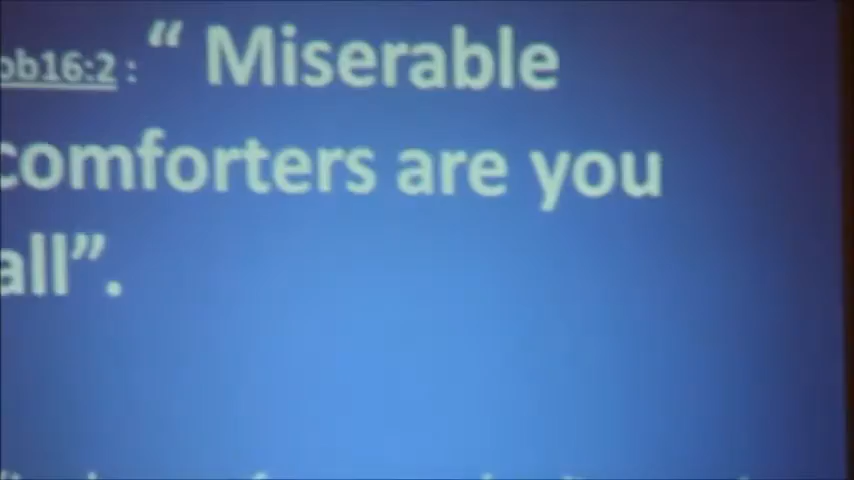 ob16:2 : “ Miserable
comforters are you
all”.